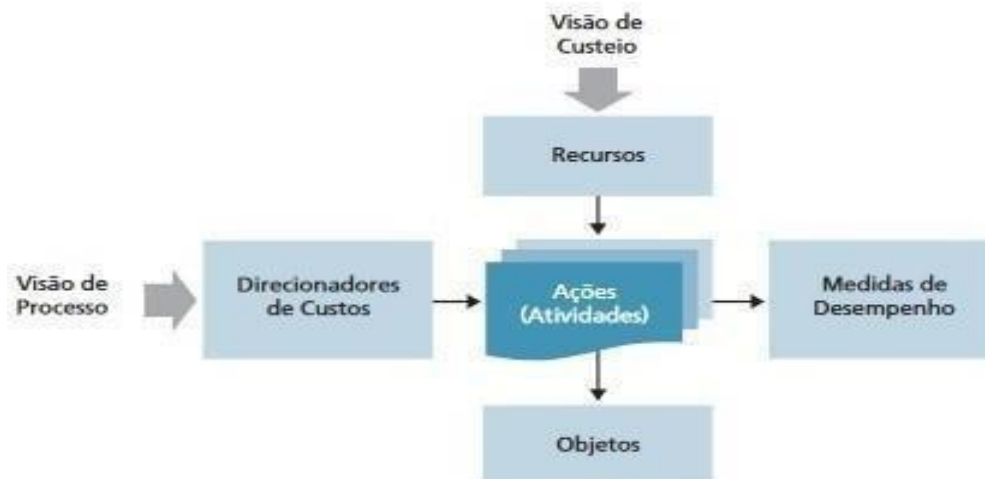 Visão de
Custeio
Recursos
Visão de
Processo
Direcionadores
de Custos
Ações
(Atividades)
Medidas de
Desempenho
Objetos